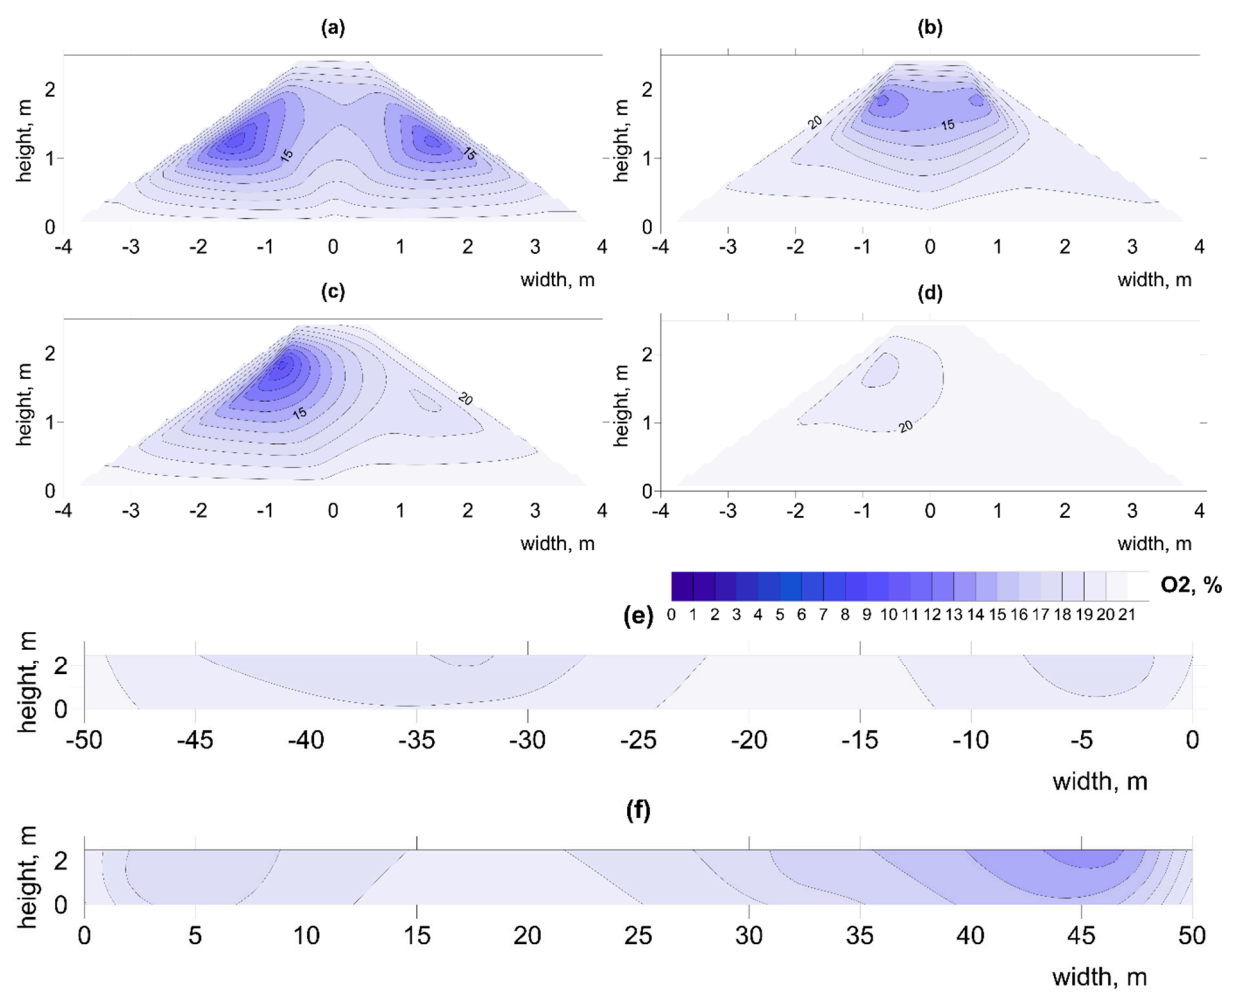 (a) (b)
height, m
2
1
0
15
15
-4 -3 -2 -1 0 1 2 3 4
width, m
height, m
2
1
0
20
15
-4 -3 -2 -1 0 1 2 3 4
width, m
(c) (d)
height, m
2
1
0
15
20
-4 -3 -2 -1 0 1 2 3 4
width, m
height, m
2
1
0
20
-4 -3 -2 -1 0 1 2 3 4
width, m
O2, %
0 1 2 3 4 5 6 7 8 9 10 11 12 13 14 15 16 17 18 19 20 21
(e)
height, m
2
0
-50 -45 -40 -35 -30 -25 -20 -15 -10 -5 0
width, m
(f)
height, m
2
0
0 5 10 15 20 25 30 35 40 45 50
width, m